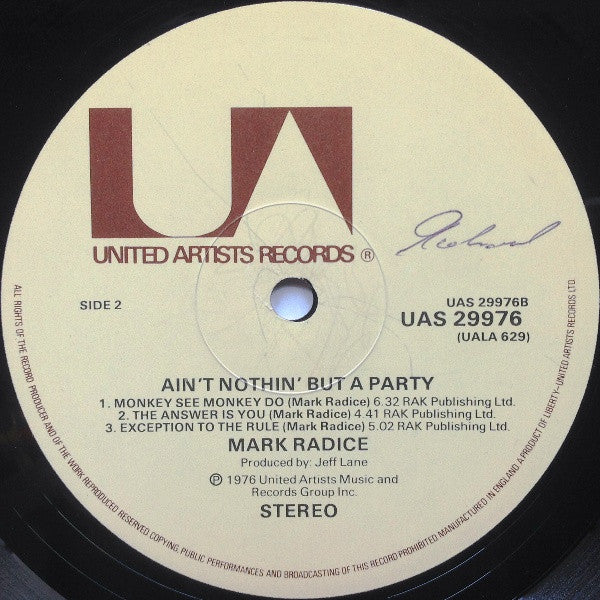 UA
UNITED ARTISTS RECORDS ®
Richard
SIDE 2
UAS 29976B
UAS 29976
(UALA 629)
AIN'T NOTHIN' BUT A PARTY
1. MONKEY SEE MONKEY DO (Mark Radice) 6.32 RAK Publishing Ltd.
2. THE ANSWER IS YOU (Mark Radice) 4.41 RAK Publishing Ltd.
3. EXCEPTION TO THE RULE (Mark Radice) 5.02 RAK Publishing Ltd.
MARK RADICE
Produced by: Jeff Lane
℗ 1976 United Artists Music and
Records Group Inc.
STEREO
ALL RIGHTS OF THE RECORD PRODUCER AND OF THE OWNER OF THE WORK REPRODUCED RESERVED COPYING PUBLIC PERFORMANCES AND BROADCASTING OF THIS RECORD PROHIBITED MANUFACTURED IN ENGLAND, A PRODUCT OF LIBERTY–UNITED ARTISTS RECORDS LTD.